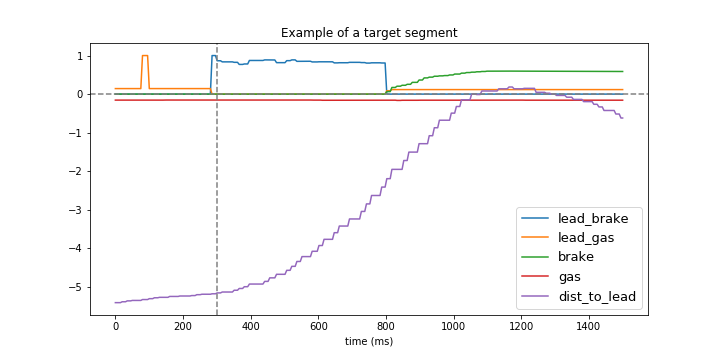 Example of a target segment
1
0
−1
−2
−3
−4
−5
lead_brake
lead_gas
brake
gas
dist_to_lead
0 200 400 600 800 1000 1200 1400
time (ms)